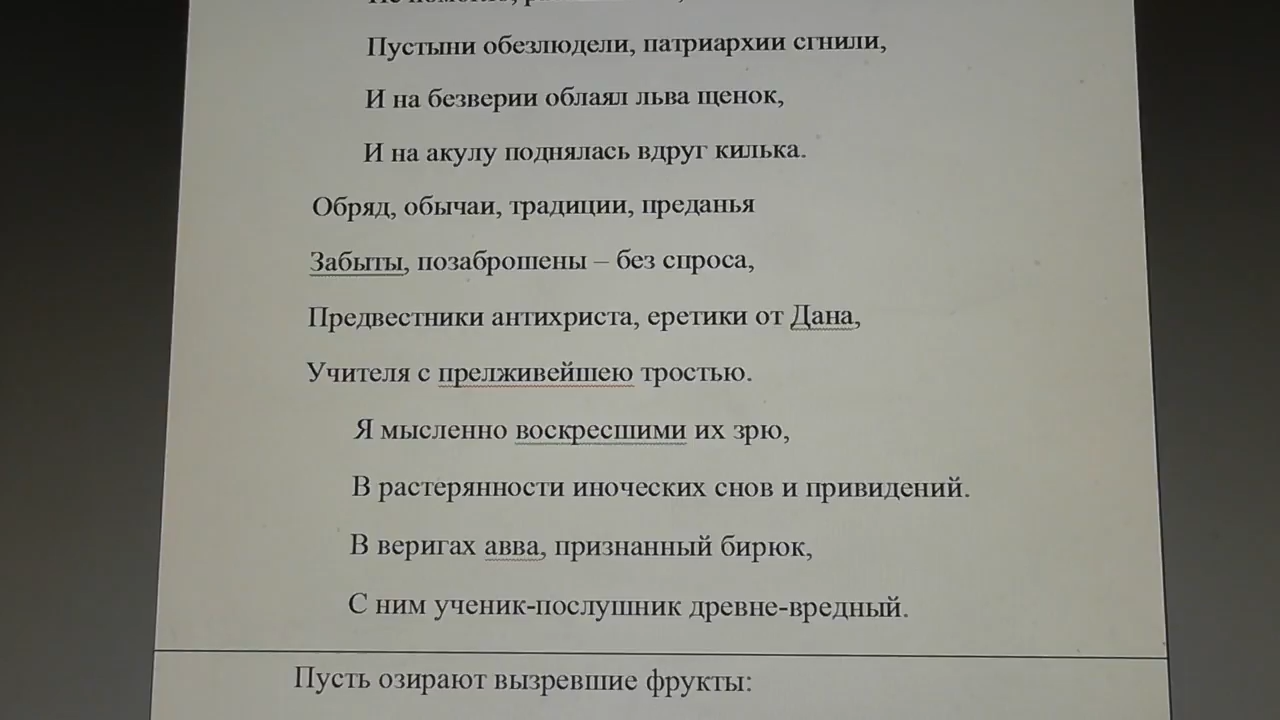 Пустыни обезлюдели, патриархии сгнили,
И на безверии облаял льва щенок,
И на акулу поднялась вдруг килька.
Обряд, обычаи, традиции, преданья
Забыты, позаброшены – без спроса,
Предвестники антихриста, еретики от Дана,
Учителя с прелживейшею тростью.
Я мысленно воскресшими их зрю,
В растерянности иноческих снов и привидений.
В веригах авва, признанный бирюк,
С ним ученик-послушник древне-вредный.
Пусть озирают вызревшие фрукты: